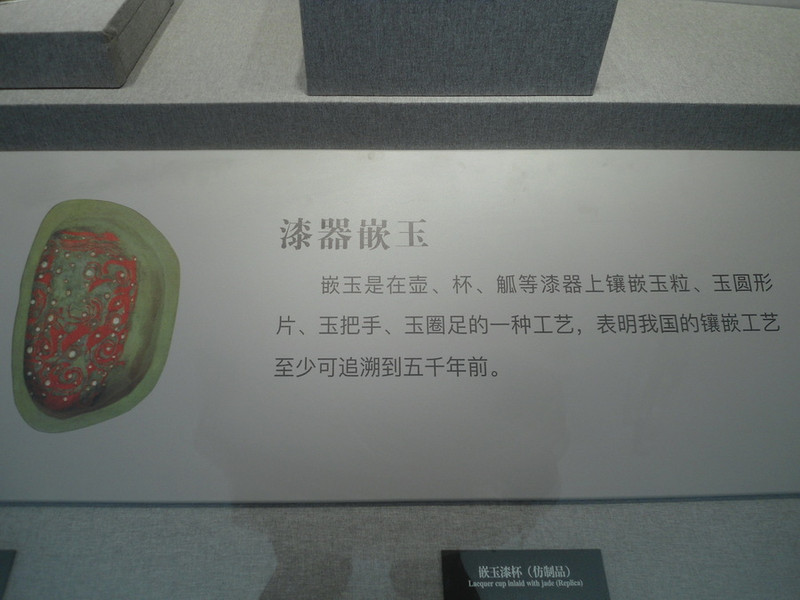 漆器嵌玉
嵌玉是在壶、杯、觚等漆器上镶嵌玉粒、玉圆形
片、玉把手、玉圈足的一种工艺，表明我国的镶嵌工艺
至少可追溯到五千年前。
嵌玉漆杯（仿制品）
Lacquer cup inlaid with jade (Replica)